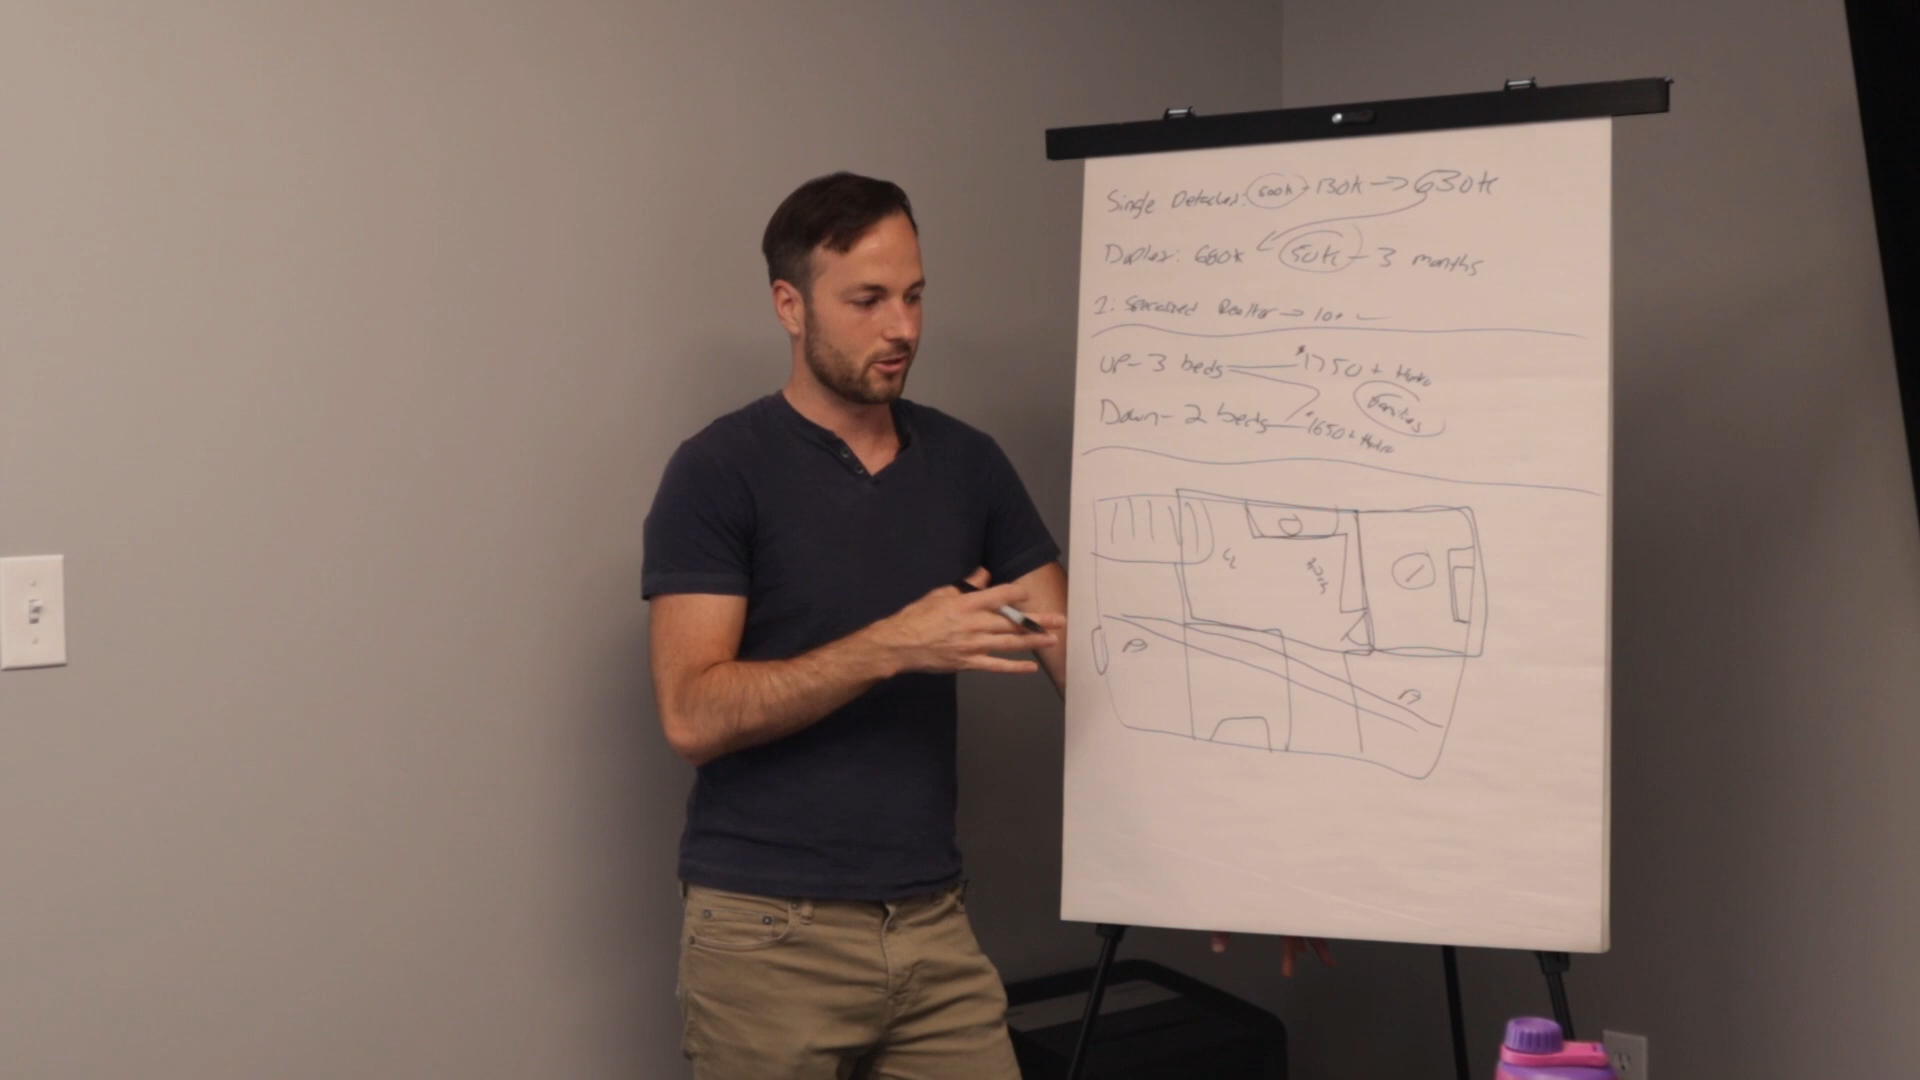 Single Detached: 500k + 130k → 630k
Duplex: 680k 50k - 3 months
1. Specialized Realtor → 10+
UP - 3 beds $1750 + Hydro
Down - 2 beds $1650 + Hydro